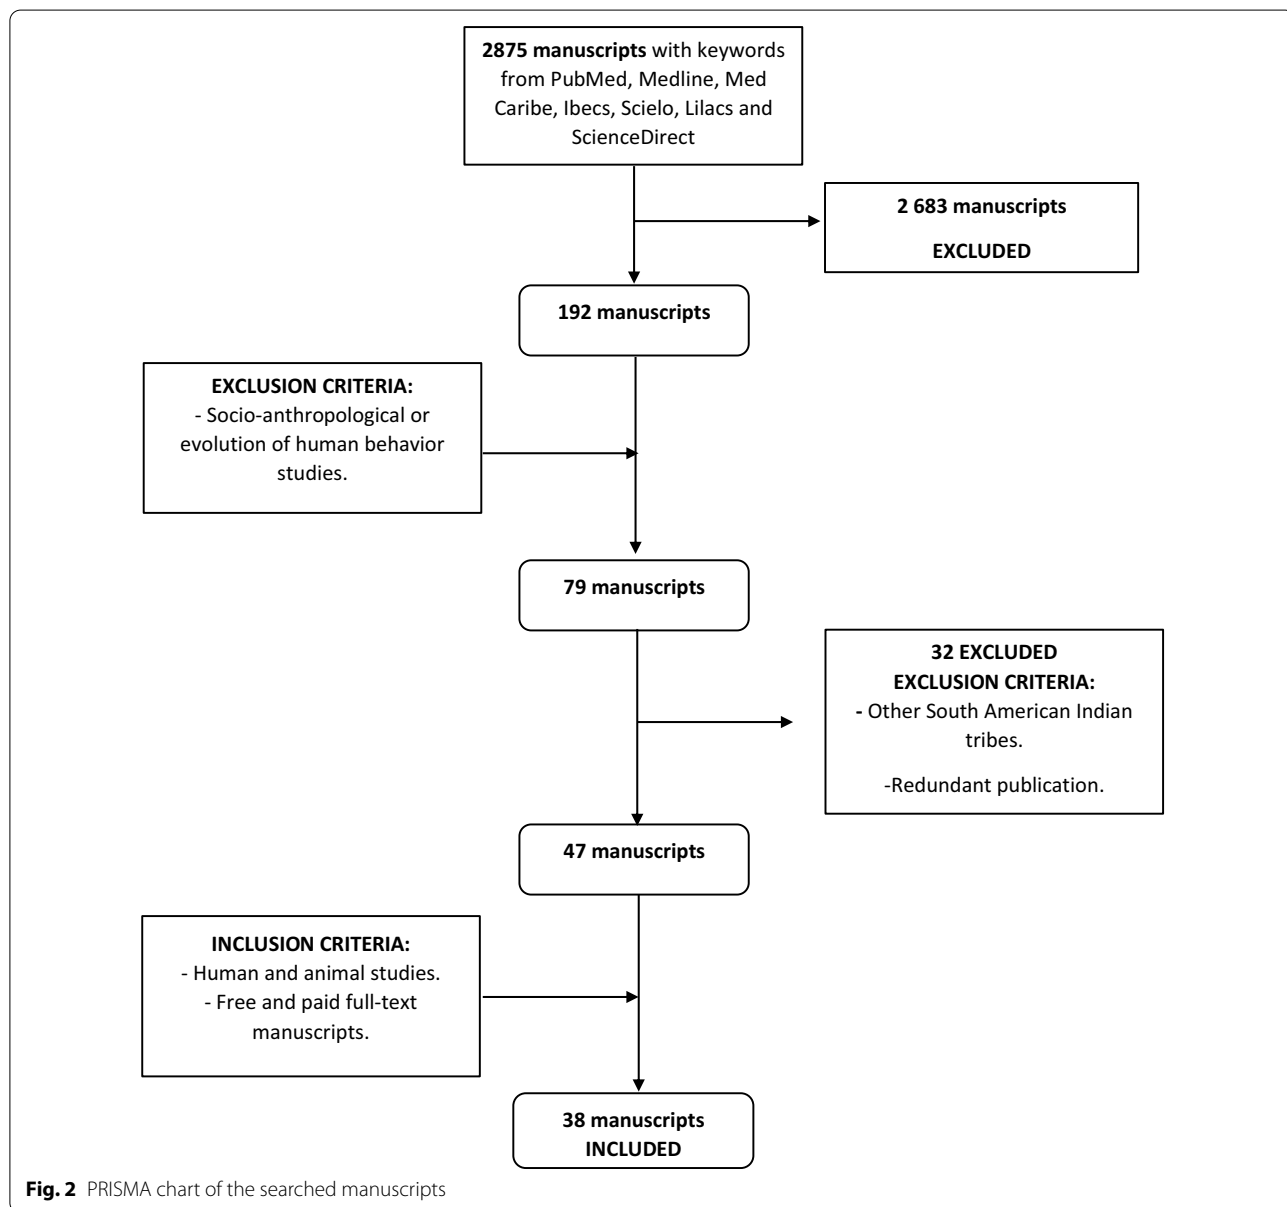 2875 manuscripts with keywords
from PubMed, Medline, Med
Caribe, Ibecs, Scielo, Lilacs and
ScienceDirect
2 683 manuscripts
EXCLUDED
192 manuscripts
EXCLUSION CRITERIA:
- Socio-anthropological or
evolution of human behavior
studies.
79 manuscripts
32 EXCLUDED
EXCLUSION CRITERIA:
- Other South American Indian
tribes.
-Redundant publication.
47 manuscripts
INCLUSION CRITERIA:
- Human and animal studies.
- Free and paid full-text
manuscripts.
38 manuscripts
INCLUDED
Fig. 2 PRISMA chart of the searched manuscripts